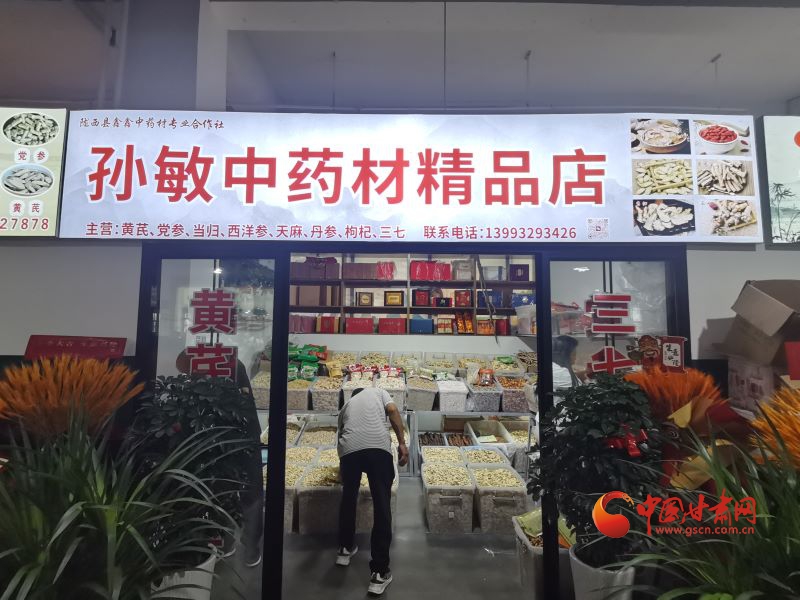 陇西县鑫鑫中药材专业合作社
孙敏中药材精品店
主营:黄芪、党参、当归、西洋参、天麻、丹参、枸杞、三七 联系电话:13993293426
党 参
黄 芪
27878
黄芪
三七
中国甘肃网
www.gscn.com.cn